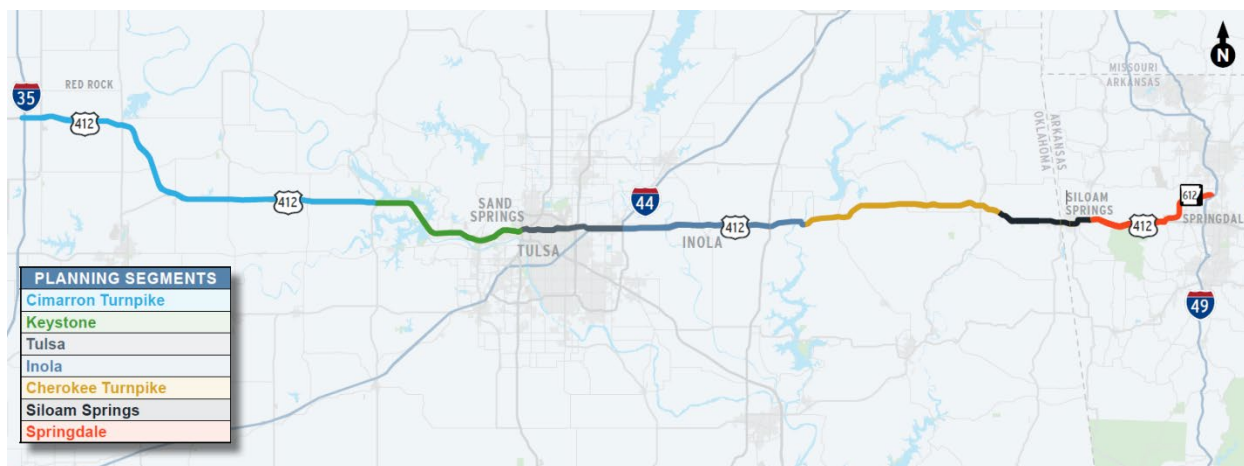 N
MISSOURI
ARKANSAS
RED ROCK
35
412
ARKANSAS
OKLAHOMA
SILOAM
SPRINGS
612
SPRINGDAL
SAND
SPRINGS
412
44
412
INOLA
TULSA
412
49
PLANNING SEGMENTS
Cimarron Turnpike
Keystone
Tulsa
Inola
Cherokee Turnpike
Siloam Springs
Springdale